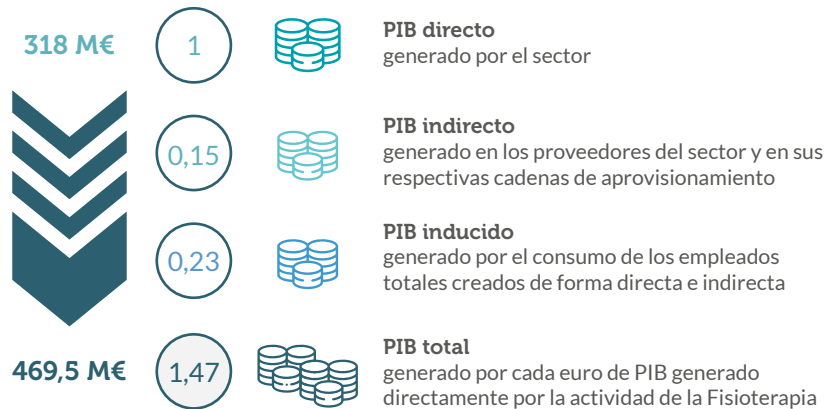 318 M€
1
PIB directo
generado por el sector
0,15
PIB indirecto
generado en los proveedores del sector y en sus
respectivas cadenas de aprovisionamiento
0,23
PIB inducido
generado por el consumo de los empleados
totales creados de forma directa e indirecta
469,5 M€
1,47
PIB total
generado por cada euro de PIB generado
directamente por la actividad de la Fisioterapia